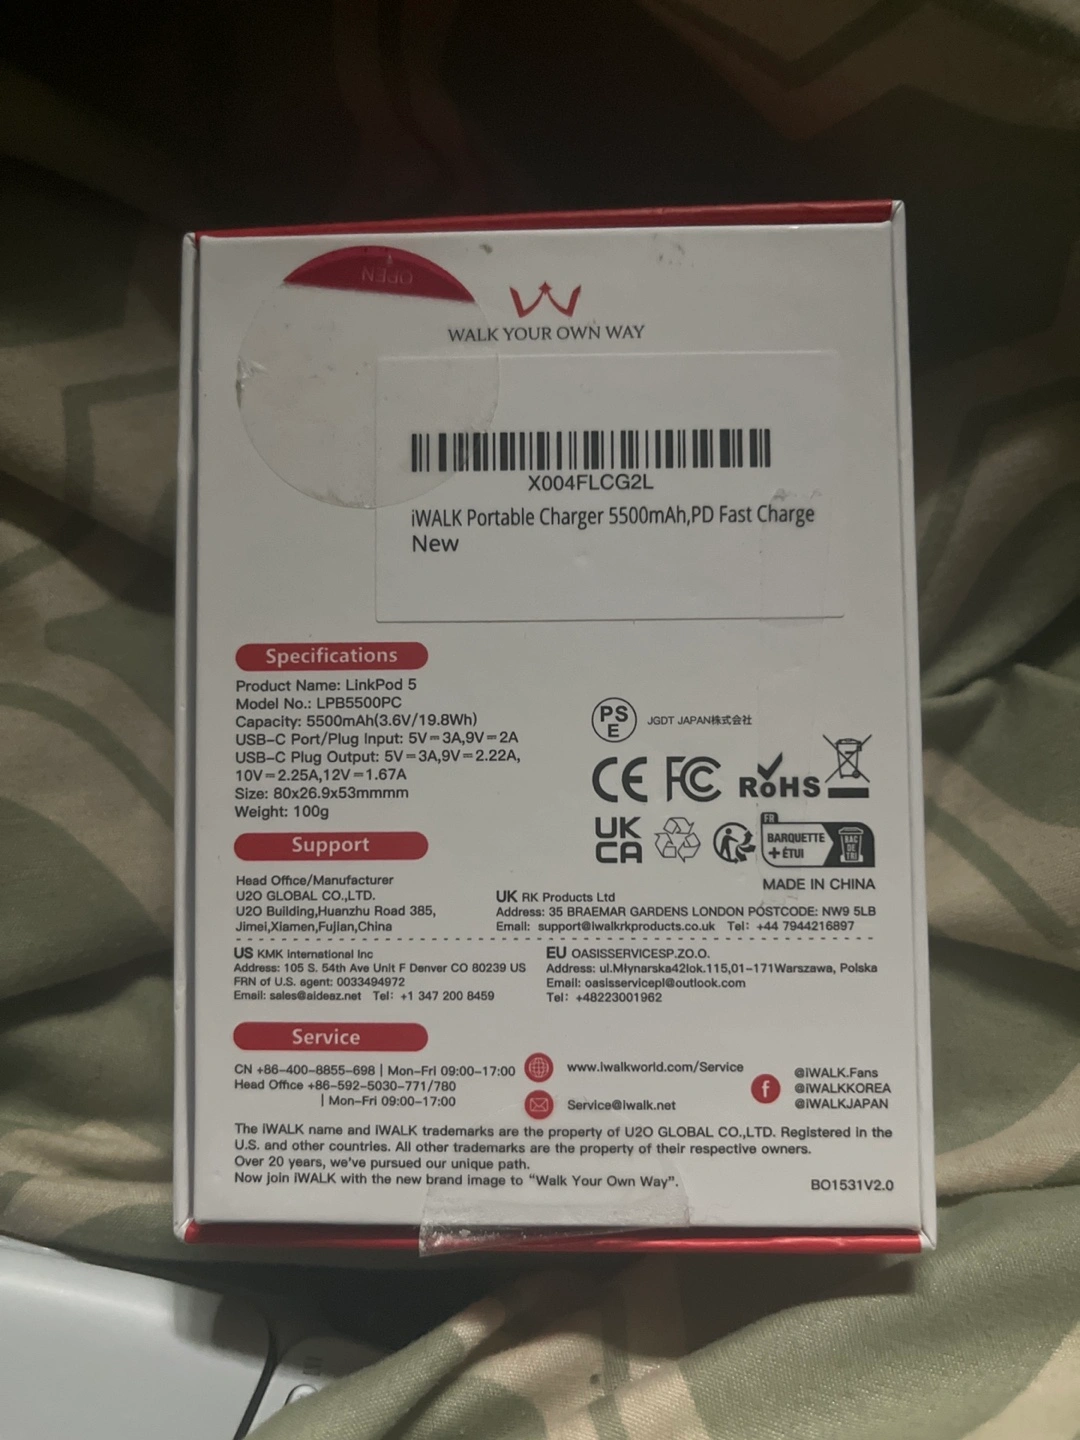 OPEN
WALK YOUR OWN WAY
X004FLCG2L
iWALK Portable Charger 5500mAh,PD Fast Charge
New
Specifications
Product Name: LinkPod 5
Model No.: LPB5500PC
Capacity: 5500mAh(3.6V/19.8Wh)
USB-C Port/Plug Input: 5V⎓3A,9V⎓2A
USB-C Plug Output: 5V⎓3A,9V⎓2.22A,
10V⎓2.25A,12V⎓1.67A
Size: 80x26.9x53mmmm
Weight: 100g
PS
E
JGDT JAPAN株式会社
CE FC RoHS
UK
CA
FR
BARQUETTE
+ÉTUI
BAC
DE
TRI
MADE IN CHINA
Support
Head Office/Manufacturer
U2O GLOBAL CO.,LTD.
U2O Building,Huanzhu Road 385,
Jimei,Xiamen,Fujian,China
UK RK Products Ltd
Address: 35 BRAEMAR GARDENS LONDON POSTCODE: NW9 5LB
Email: support@iwalkrkproducts.co.uk Tel: +44 7944216897
US KMK International Inc
Address: 105 S. 54th Ave Unit F Denver CO 80239 US
FRN of U.S. agent: 0033494972
Email: sales@aideaz.net Tel: +1 347 200 8459
EU OASISSERVICESP.ZO.O.
Address: ul.Młynarska42lok.115,01-171Warszawa, Polska
Email: oasisservicepl@outlook.com
Tel: +48223001962
Service
CN +86-400-8855-698 | Mon-Fri 09:00-17:00
Head Office +86-592-5030-771/780
| Mon-Fri 09:00-17:00
www.iwalkworld.com/Service
Service@iwalk.net
f
@iWALK.Fans
@iWALKKOREA
@iWALKJAPAN
The iWALK name and iWALK trademarks are the property of U2O GLOBAL CO.,LTD. Registered in the
U.S. and other countries. All other trademarks are the property of their respective owners.
Over 20 years, we've pursued our unique path.
Now join iWALK with the new brand image to "Walk Your Own Way".
BO1531V2.0